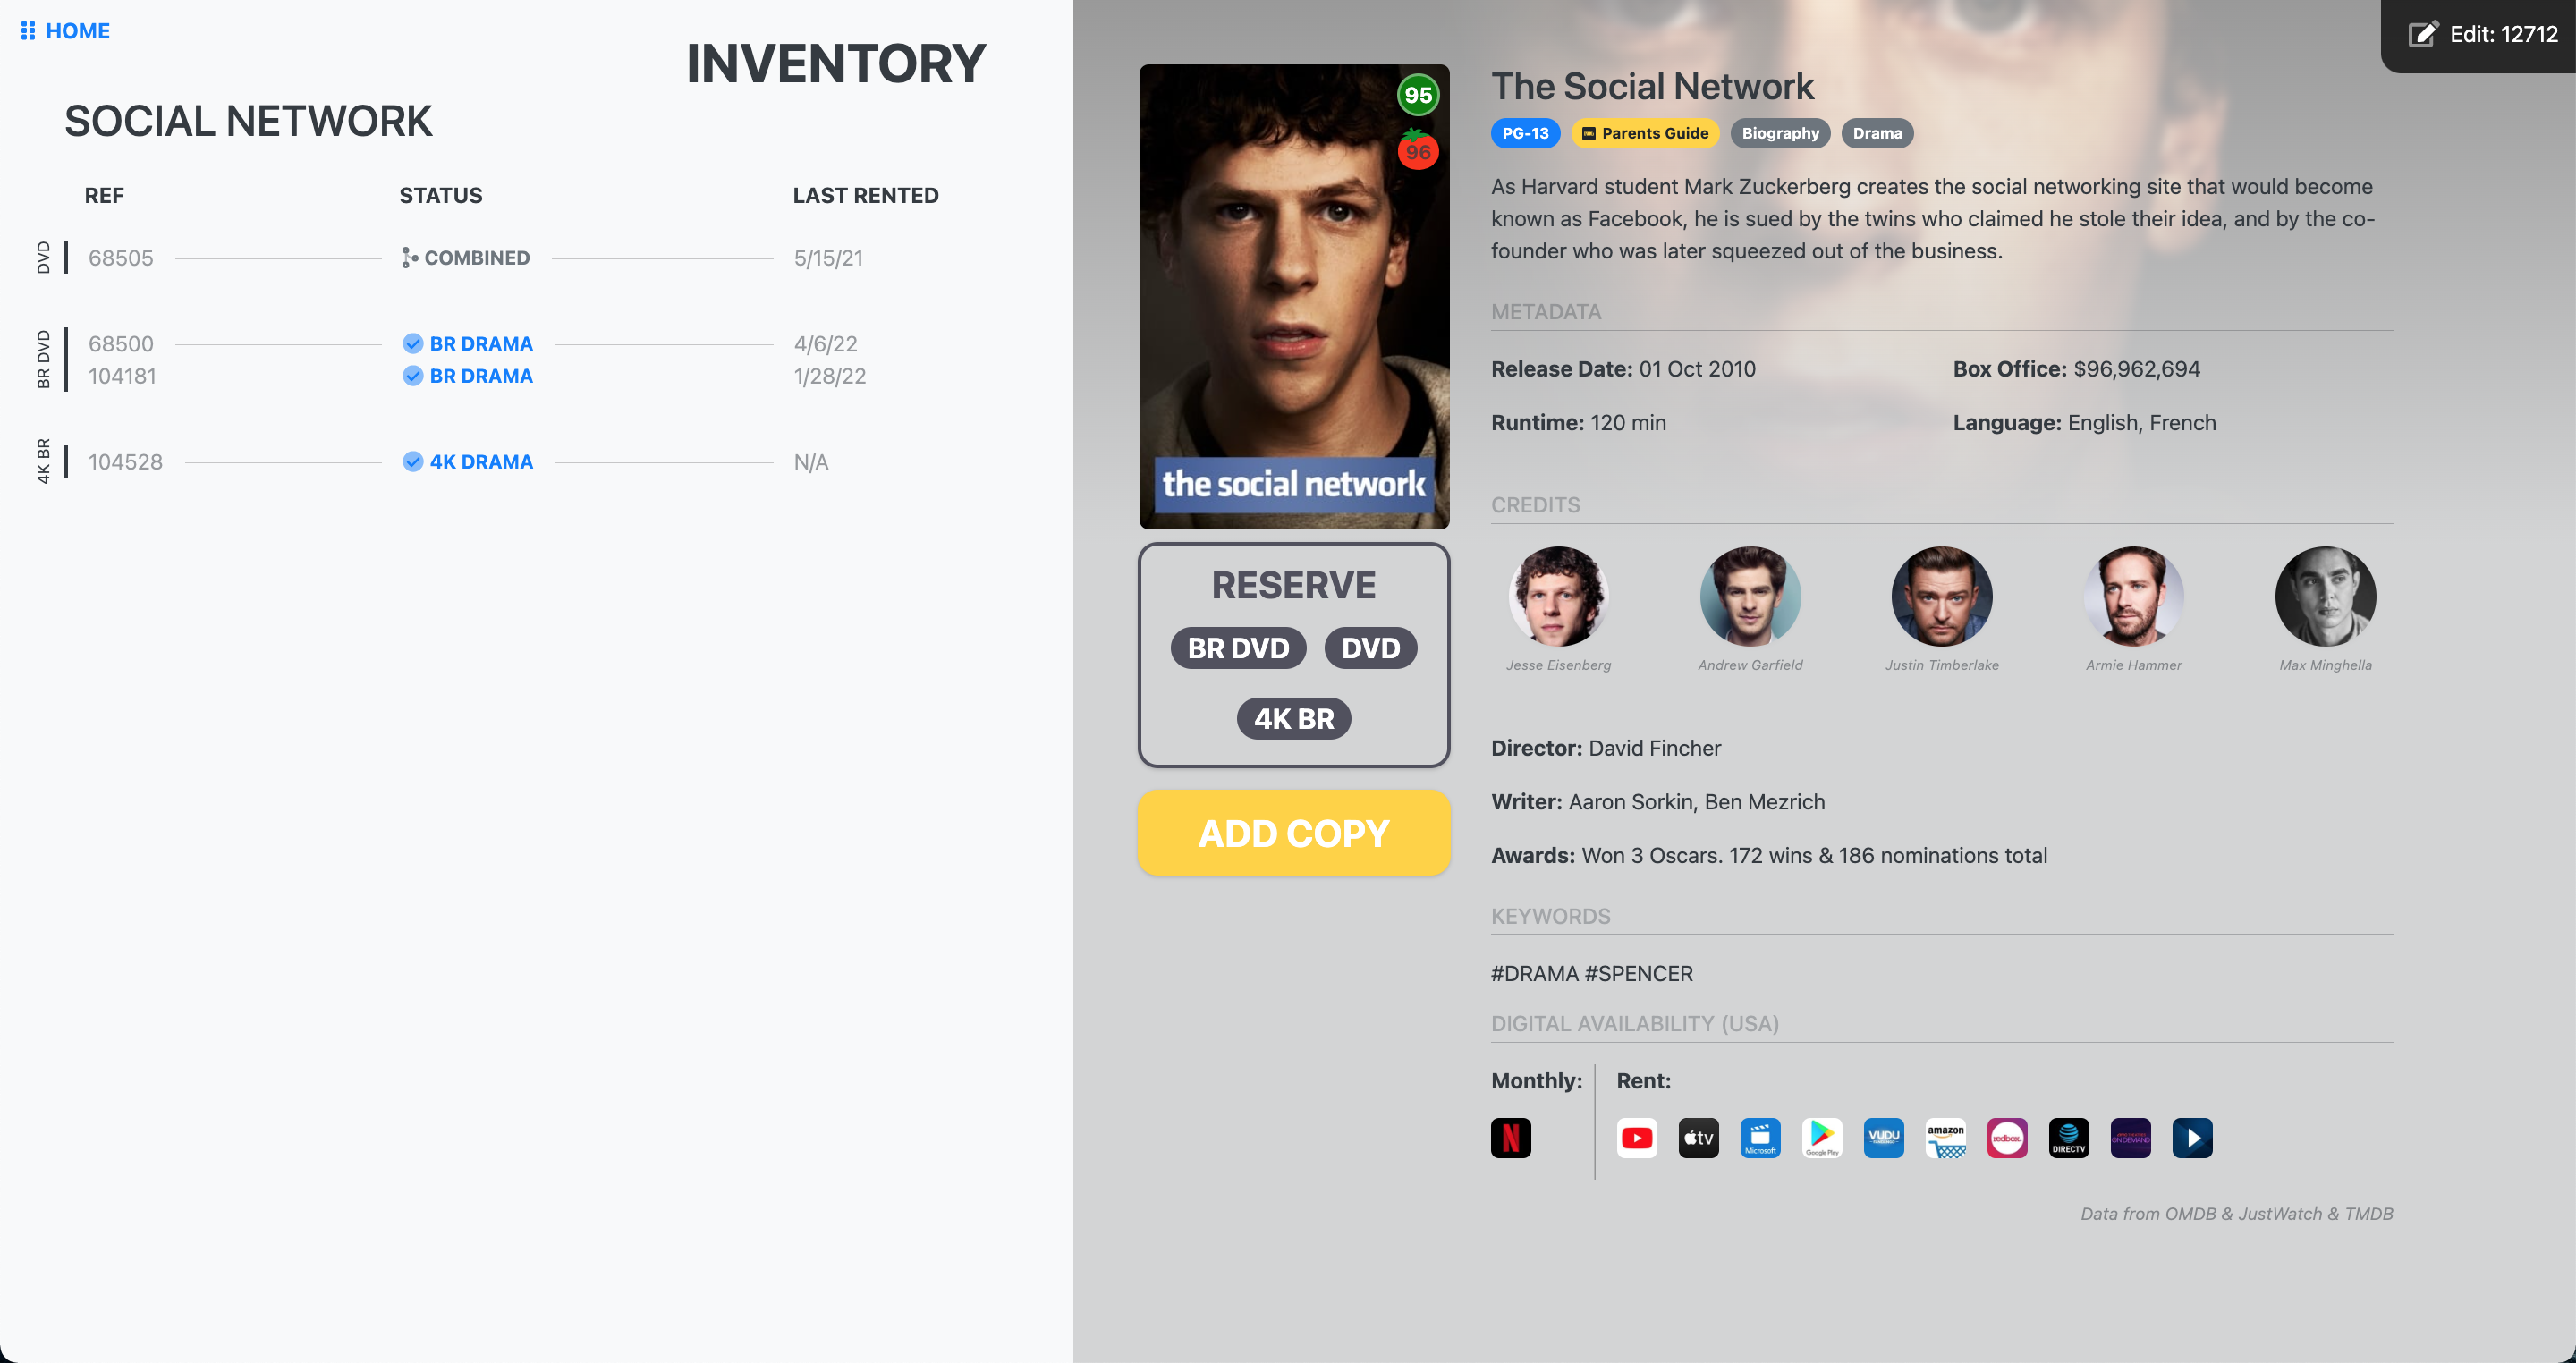 HOME
INVENTORY
SOCIAL NETWORK
REF STATUS LAST RENTED
DVD
68505 COMBINED 5/15/21
BR DVD
68500 BR DRAMA 4/6/22
104181 BR DRAMA 1/28/22
4K BR
104528 4K DRAMA N/A
Edit: 12712
95
96
the social network
RESERVE
BR DVD DVD
4K BR
ADD COPY
The Social Network
PG-13 Parents Guide Biography Drama
As Harvard student Mark Zuckerberg creates the social networking site that would become
known as Facebook, he is sued by the twins who claimed he stole their idea, and by the co-
founder who was later squeezed out of the business.
METADATA
Release Date: 01 Oct 2010 Box Office: $96,962,694
Runtime: 120 min Language: English, French
CREDITS
Jesse Eisenberg Andrew Garfield Justin Timberlake Armie Hammer Max Minghella
Director: David Fincher
Writer: Aaron Sorkin, Ben Mezrich
Awards: Won 3 Oscars. 172 wins & 186 nominations total
KEYWORDS
#DRAMA #SPENCER
DIGITAL AVAILABILITY (USA)
Monthly: Rent:
N tv Microsoft Google Play VUDU amazon redbox. DIRECTV ON DEMAND
Data from OMDB & JustWatch & TMDB